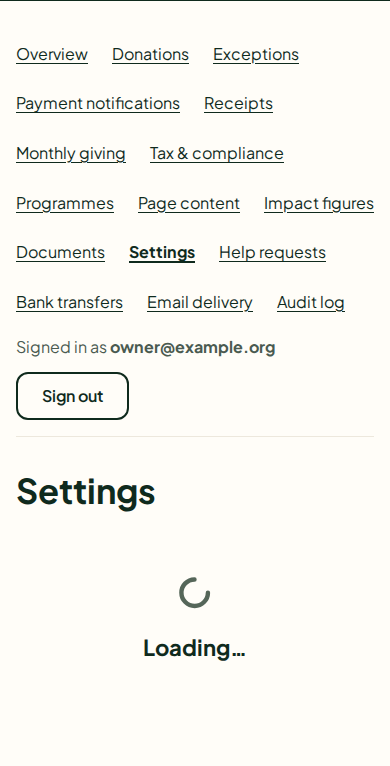 Overview Donations Exceptions
Payment notifications Receipts
Monthly giving Tax & compliance
Programmes Page content Impact figures
Documents Settings Help requests
Bank transfers Email delivery Audit log
Signed in as owner@example.org
Sign out
Settings
Loading…